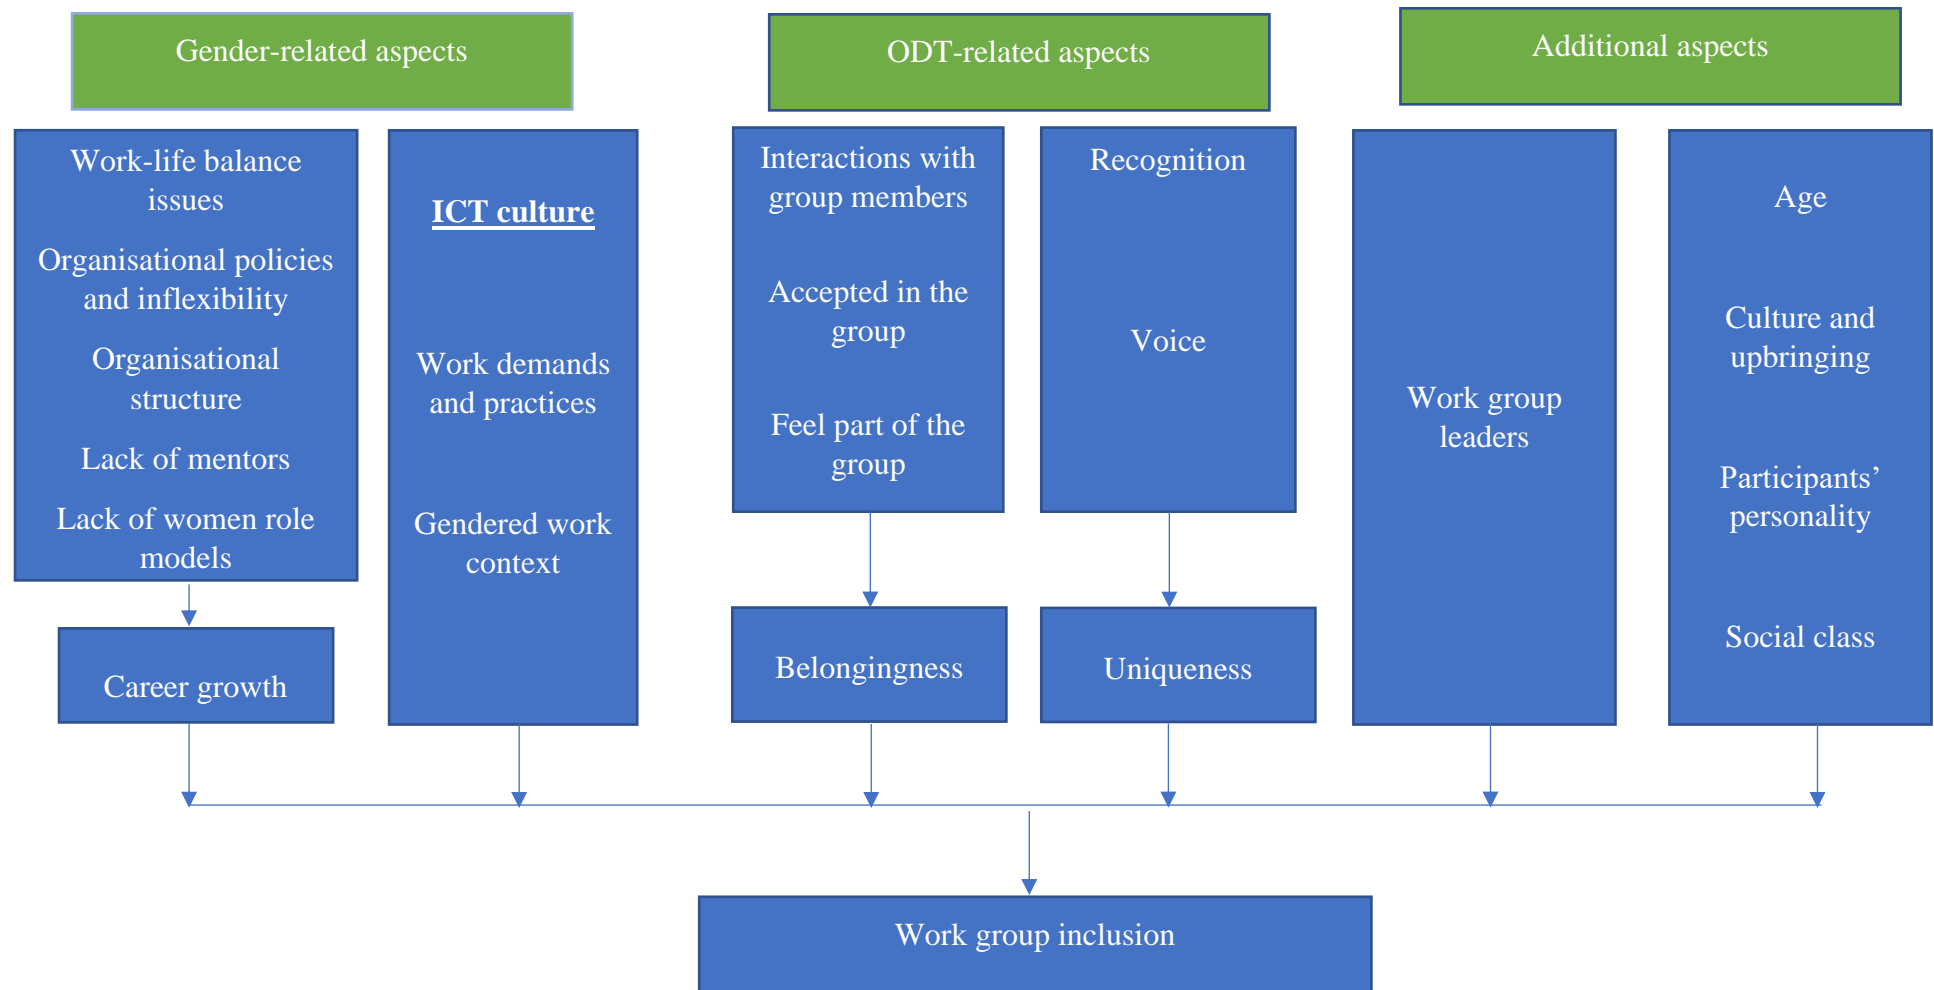 Gender-related aspects
ODT-related aspects
Additional aspects
Work-life balance
issues
Organisational policies
and inflexibility
Organisational
structure
Lack of mentors
Lack of women role
models
Career growth
ICT culture
Work demands
and practices
Gendered work
context
Interactions with
group members
Accepted in the
group
Feel part of the
group
Belongingness
Recognition
Voice
Uniqueness
Work group
leaders
Age
Culture and
upbringing
Participants’
personality
Social class
Work group inclusion